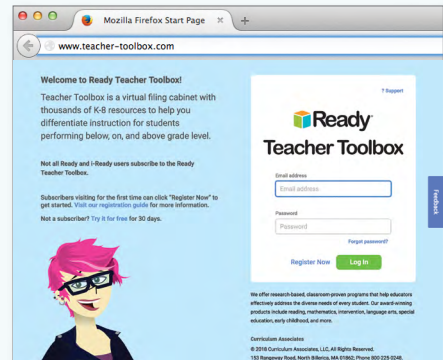 Mozilla Firefox Start Page
www.teacher-toolbox.com
Welcome to Ready Teacher Toolbox!
Teacher Toolbox is a virtual filing cabinet with
thousands of K-8 resources to help you
differentiate instruction for students
performing below, on, and above grade level.
Not all Ready and i-Ready users subscribe to the Ready
Teacher Toolbox.
Subscribers visiting for the first time can click "Register Now" to
get started. Visit our registration guide for more information.
Not a subscriber? Try it for free for 30 days.
? Support
Ready
Teacher Toolbox
Email address
Email address
Password
Password
Forgot password?
Register Now
Log In
Feedback
We offer research-based, classroom-proven programs that help educators
effectively address the diverse needs of every student. Our award-winning
products include reading, mathematics, intervention, language arts, special
education, early childhood, and more.
Curriculum Associates
© 2018 Curriculum Associates, LLC, All Rights Reserved.
153 Rangeway Road, North Billerica, MA 01862; Phone 800-225-0248,